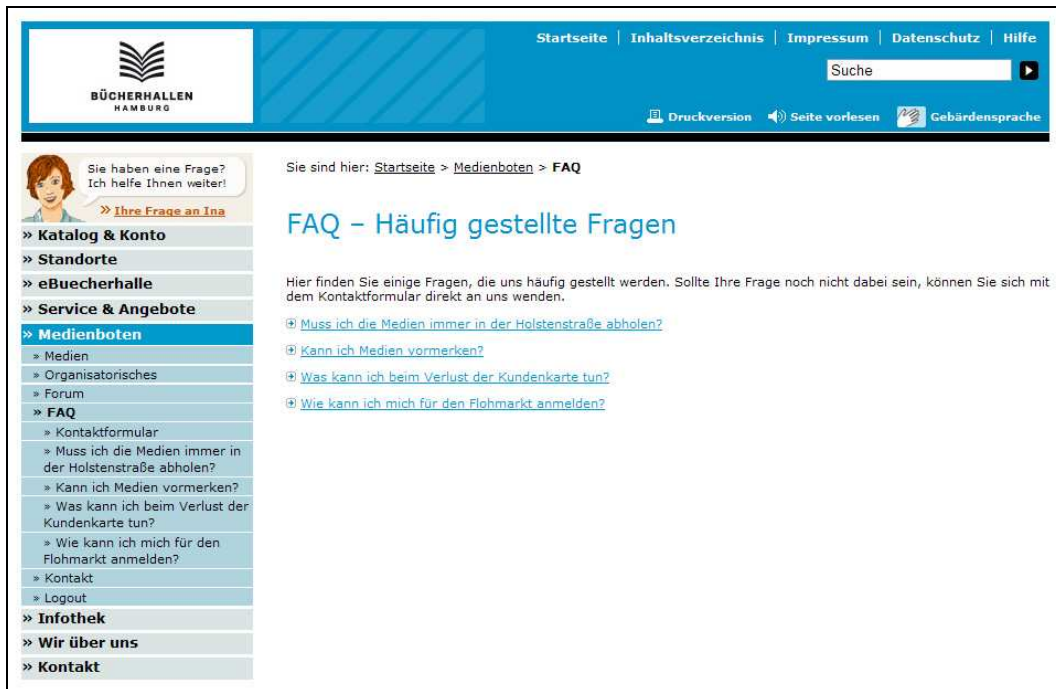 BÜCHERHALLEN
HAMBURG
Startseite | Inhaltsverzeichnis | Impressum | Datenschutz | Hilfe
Suche
Druckversion Seite vorlesen Gebärdensprache
Sie haben eine Frage?
Ich helfe Ihnen weiter!
» Ihre Frage an Ina
» Katalog & Konto
» Standorte
» eBuecherhalle
» Service & Angebote
» Medienboten
» Medien
» Organisatorisches
» Forum
» FAQ
» Kontaktformular
» Muss ich die Medien immer in
der Holstenstraße abholen?
» Kann ich Medien vormerken?
» Was kann ich beim Verlust der
Kundenkarte tun?
» Wie kann ich mich für den
Flohmarkt anmelden?
» Kontakt
» Logout
» Infothek
» Wir über uns
» Kontakt
Sie sind hier: Startseite > Medienboten > FAQ
FAQ – Häufig gestellte Fragen
Hier finden Sie einige Fragen, die uns häufig gestellt werden. Sollte Ihre Frage noch nicht dabei sein, können Sie sich mit
dem Kontaktformular direkt an uns wenden.
Muss ich die Medien immer in der Holstenstraße abholen?
Kann ich Medien vormerken?
Was kann ich beim Verlust der Kundenkarte tun?
Wie kann ich mich für den Flohmarkt anmelden?